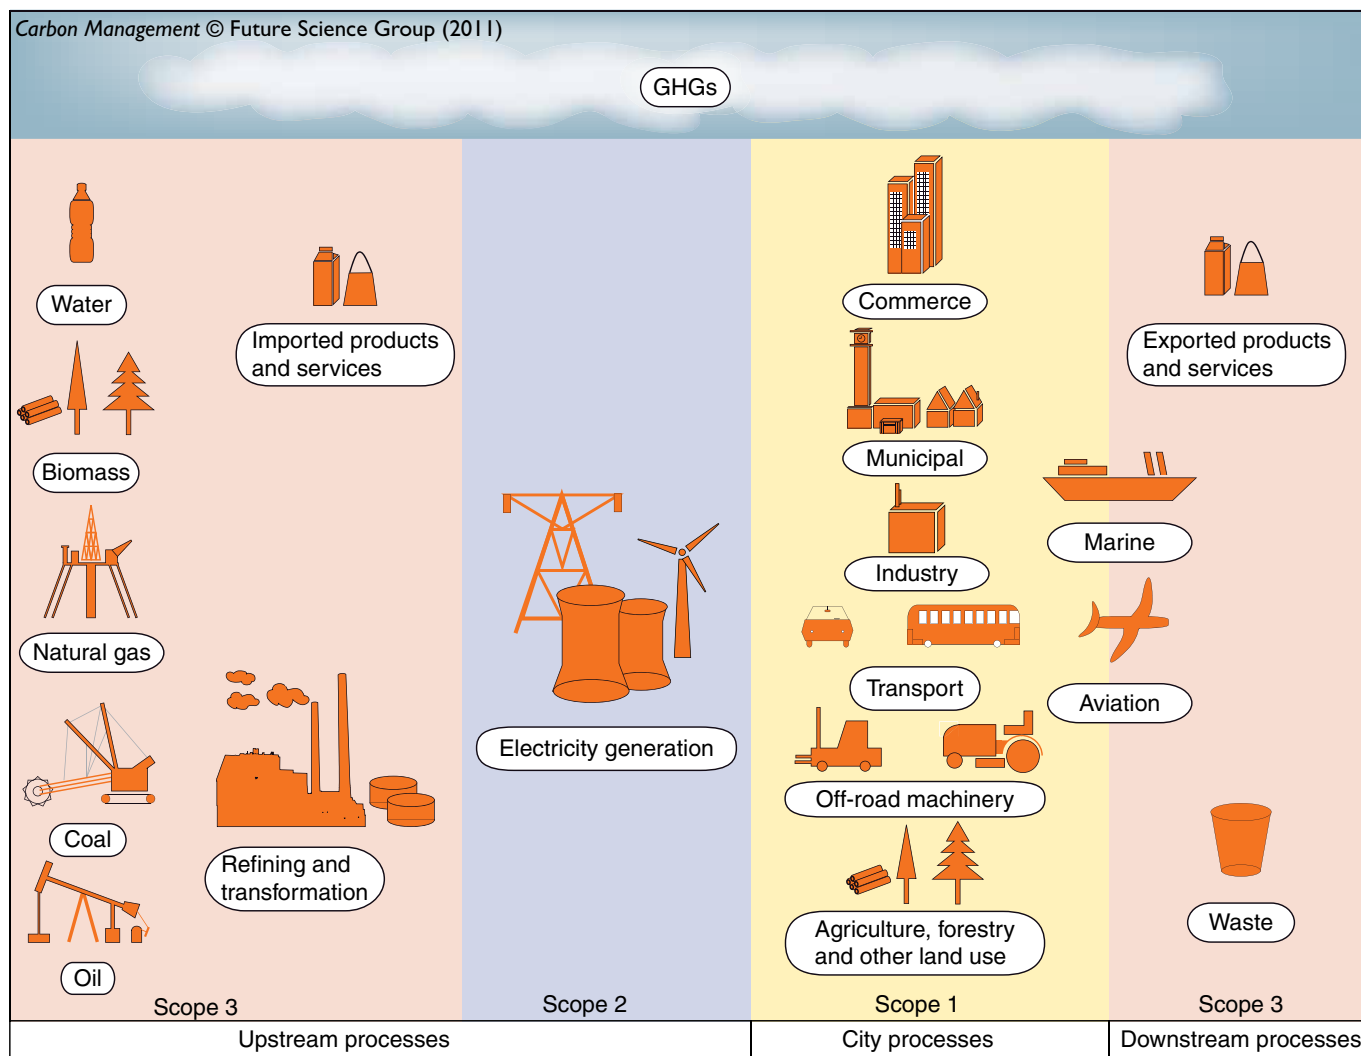 Carbon Management © Future Science Group (2011)
GHGs
Water
Imported products
and services
Biomass
Natural gas
Coal
Refining and
transformation
Oil
Scope 3
Electricity generation
Scope 2
Commerce
Municipal
Industry
Transport
Off-road machinery
Agriculture, forestry
and other land use
Scope 1
Exported products
and services
Marine
Aviation
Waste
Scope 3
Upstream processes
City processes
Downstream processes